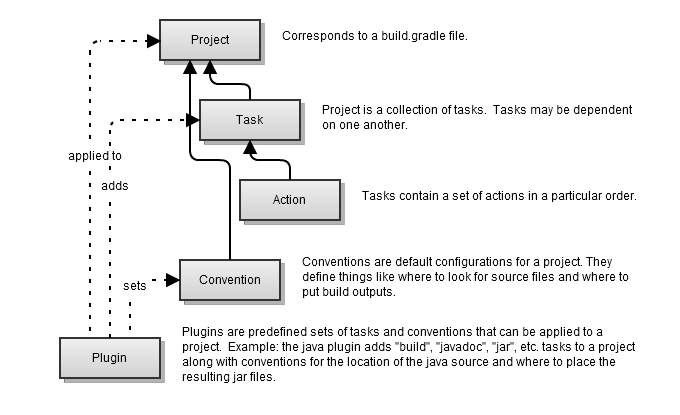 Project
Corresponds to a build.gradle file.
Task
Project is a collection of tasks.  Tasks may be dependent
on one another.
applied to
adds
Action
Tasks contain a set of actions in a particular order.
Convention
Conventions are default configurations for a project. They
define things like where to look for source files and where to
put build outputs.
sets
Plugin
Plugins are predefined sets of tasks and conventions that can be applied to a
project.  Example: the java plugin adds "build", "javadoc", "jar", etc. tasks to a project
along with conventions for the location of the java source and where to place the
resulting jar files.